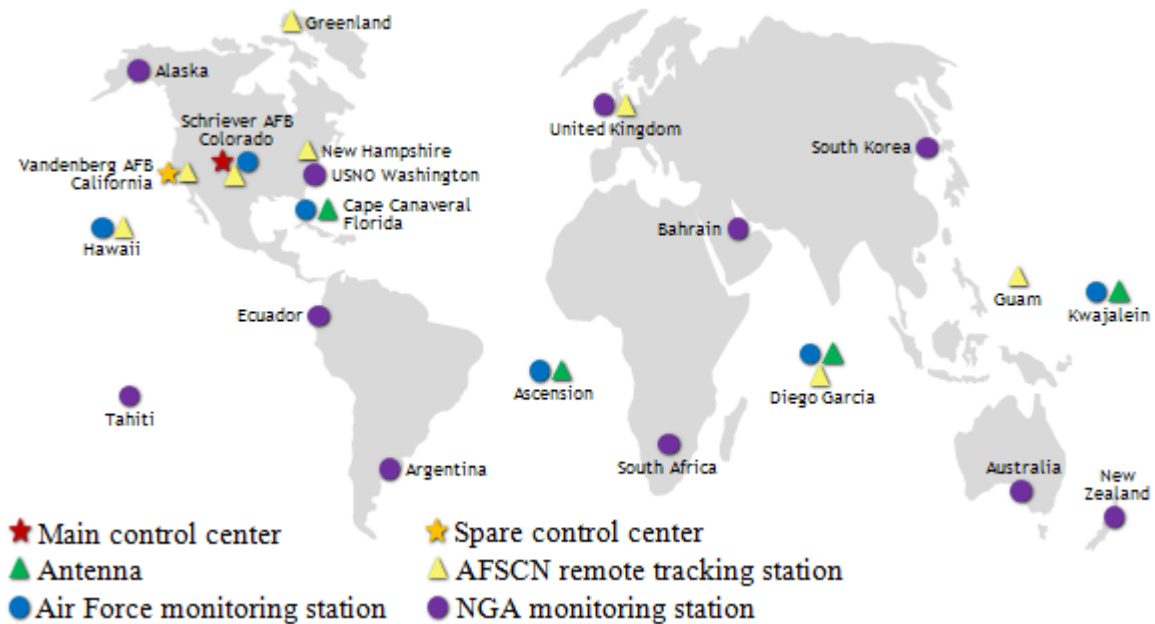 Greenland
Alaska
Schriever AFB
Colorado
United Kingdom
New Hampshire
South Korea
Vandenberg AFB
California
USNO Washington
Cape Canaveral
Florida
Bahrain
Hawaii
Guam
Kwajalein
Ecuador
Ascension
Diego Garcia
Tahiti
Argentina
South Africa
Australia
New
Zealand
Main control center
Spare control center
Antenna
AFSCN remote tracking station
Air Force monitoring station
NGA monitoring station